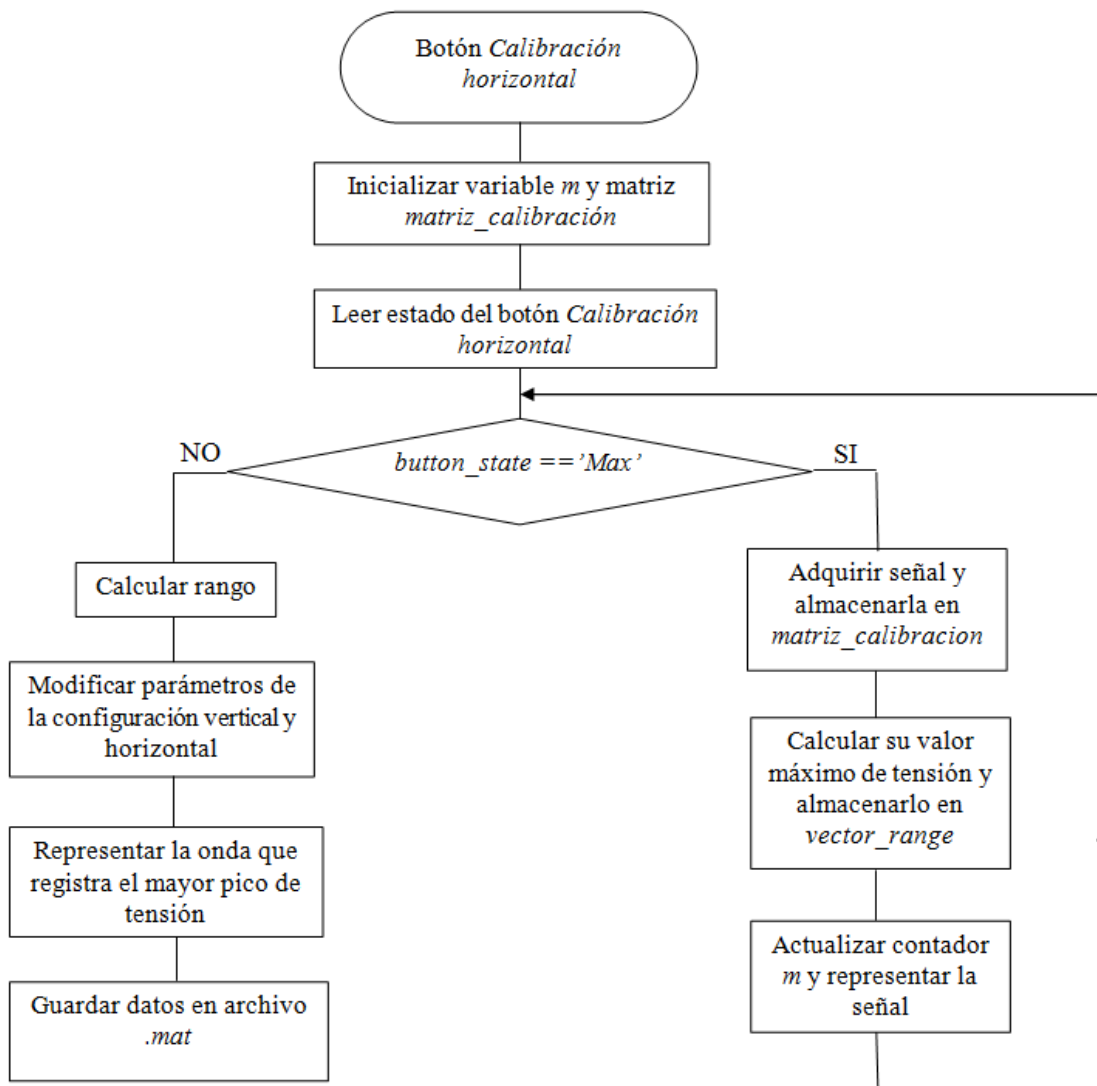 Botón Calibración
horizontal
Inicializar variable m y matriz
matriz_calibración
Leer estado del botón Calibración
horizontal
NO
button_state ==’Max’
SI
Calcular rango
Modificar parámetros de
la configuración vertical y
horizontal
Representar la onda que
registra el mayor pico de
tensión
Guardar datos en archivo
.mat
Adquirir señal y
almacenarla en
matriz_calibracion
Calcular su valor
máximo de tensión y
almacenarlo en
vector_range
Actualizar contador
m y representar la
señal